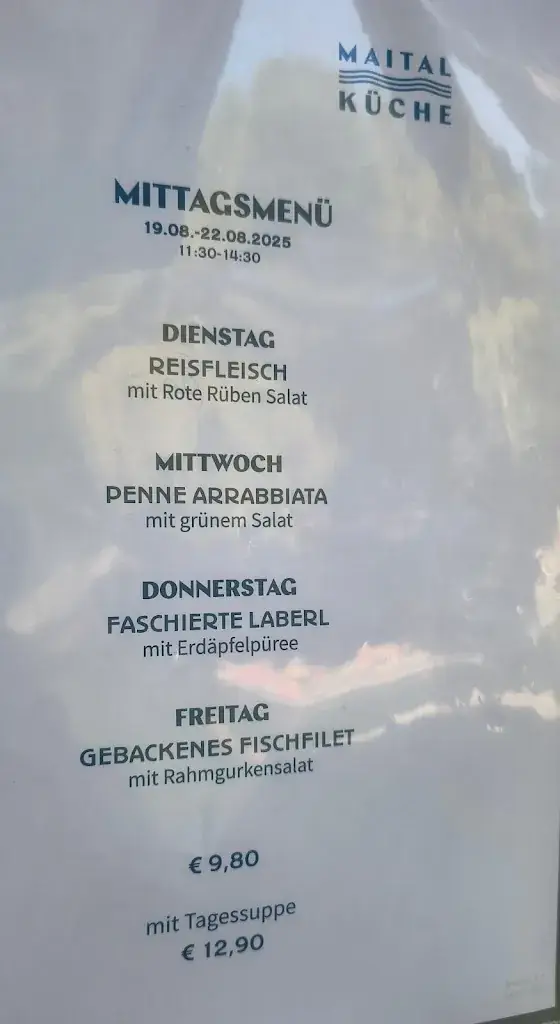 MAITAL
KÜCHE
MITTAGSMENÜ
19.08.-22.08.2025
11:30-14:30
DIENSTAG
REISFLEISCH
mit Rote Rüben Salat
MITTWOCH
PENNE ARRABBIATA
mit grünem Salat
DONNERSTAG
FASCHIERTE LABERL
mit Erdäpfelpüree
FREITAG
GEBACKENES FISCHFILET
mit Rahmgurkensalat
€ 9,80
mit Tagessuppe
€ 12,90